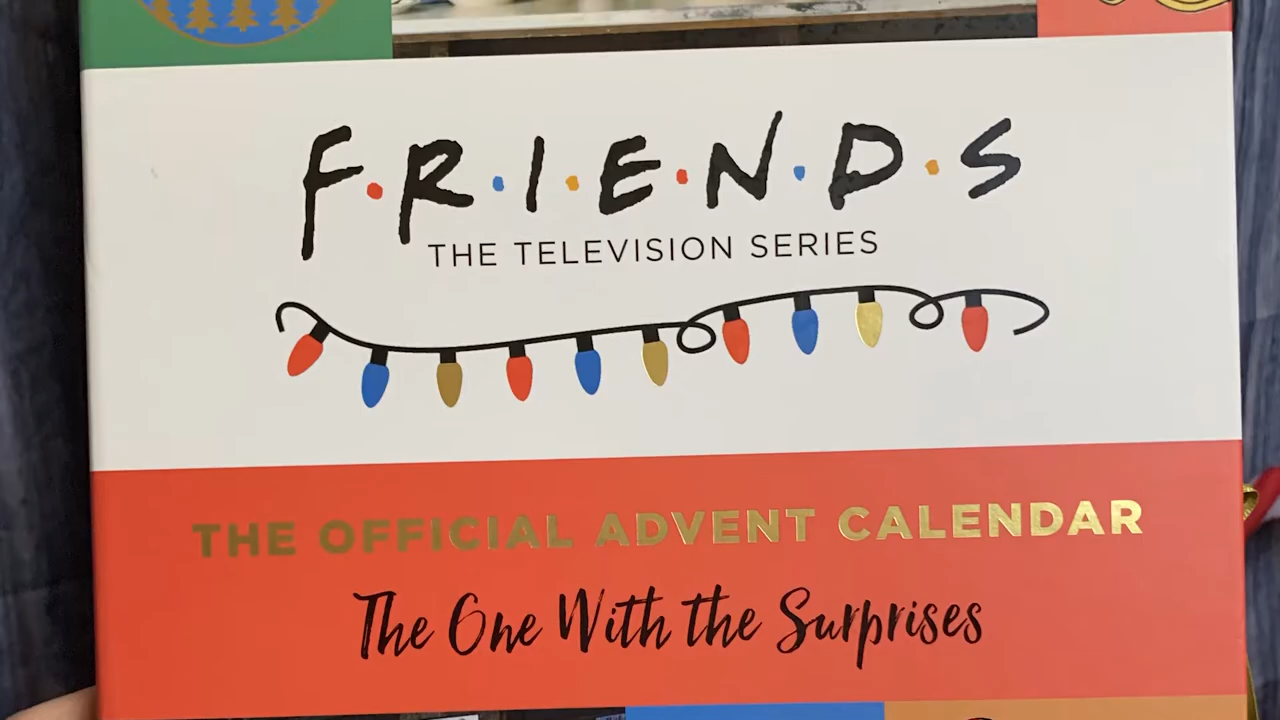 F·R·I·E·N·D·S
THE TELEVISION SERIES
THE OFFICIAL ADVENT CALENDAR
The One With the Surprises